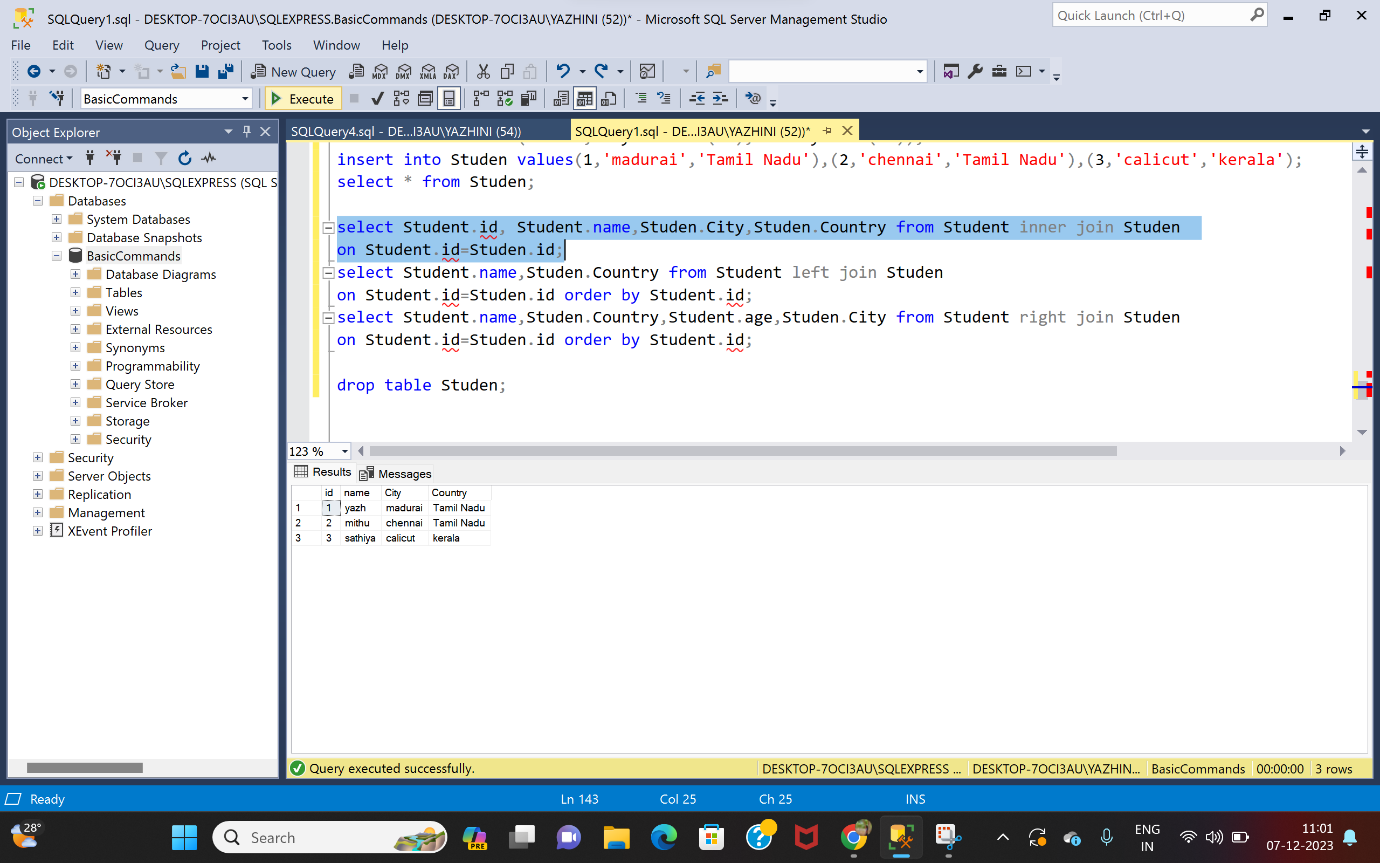 SQLQuery1.sql - DESKTOP-7OCI3AU\SQLEXPRESS.BasicCommands (DESKTOP-7OCI3AU\YAZHINI (52))* - Microsoft SQL Server Management Studio
Quick Launch (Ctrl+Q)
File Edit View Query Project Tools Window Help
New Query MDX DMX XMLA DAX
BasicCommands Execute
Object Explorer
Connect
DESKTOP-7OCI3AU\SQLEXPRESS (SQL S
Databases
System Databases
Database Snapshots
BasicCommands
Database Diagrams
Tables
Views
External Resources
Synonyms
Programmability
Query Store
Service Broker
Storage
Security
Security
Server Objects
Replication
Management
XEvent Profiler
SQLQuery4.sql - DE...I3AU\YAZHINI (54))
SQLQuery1.sql - DE...I3AU\YAZHINI (52))*
insert into Studen values(1,'madurai','Tamil Nadu'),(2,'chennai','Tamil Nadu'),(3,'calicut','kerala');
select * from Studen;
select Student.id, Student.name,Studen.City,Studen.Country from Student inner join Studen
on Student.id=Studen.id;
select Student.name,Studen.Country from Student left join Studen
on Student.id=Studen.id order by Student.id;
select Student.name,Studen.Country,Student.age,Studen.City from Student right join Studen
on Student.id=Studen.id order by Student.id;
drop table Studen;
123 %
Results Messages
id name City Country
1 1 yazh madurai Tamil Nadu
2 2 mithu chennai Tamil Nadu
3 3 sathiya calicut kerala
Query executed successfully.
DESKTOP-7OCI3AU\SQLEXPRESS ... DESKTOP-7OCI3AU\YAZHIN... BasicCommands 00:00:00 3 rows
Ready Ln 143 Col 25 Ch 25 INS
28°
Search
PRE
ENG
IN
11:01
07-12-2023